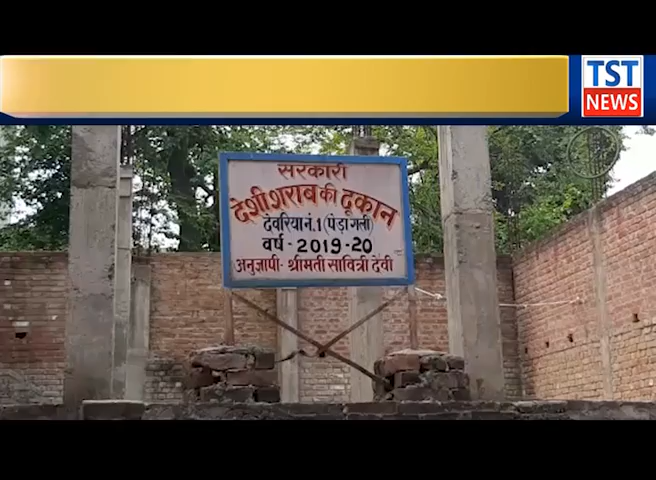 TST
NEWS
सरकारी
देशी शराब की दूकान
देवरिया नं.1 (पेड़ा गली)
वर्ष - 2019-20
अनुज्ञापी:- श्रीमती सावित्री देवी